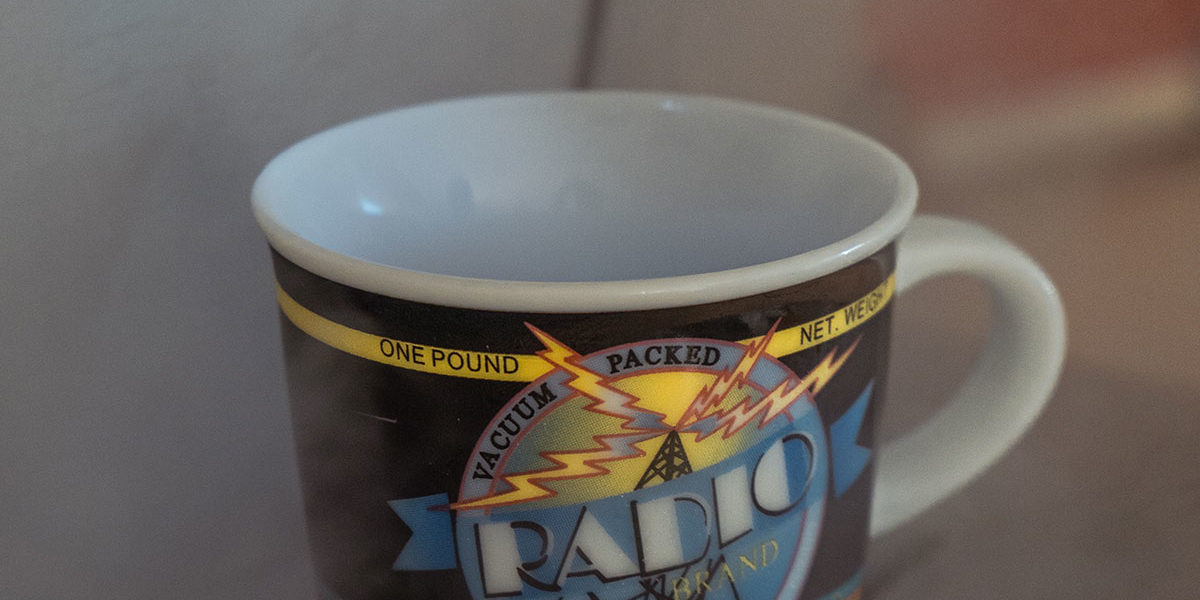 ONE POUND
NET. WEIGHT
VACUUM PACKED
RADIO
BRAND